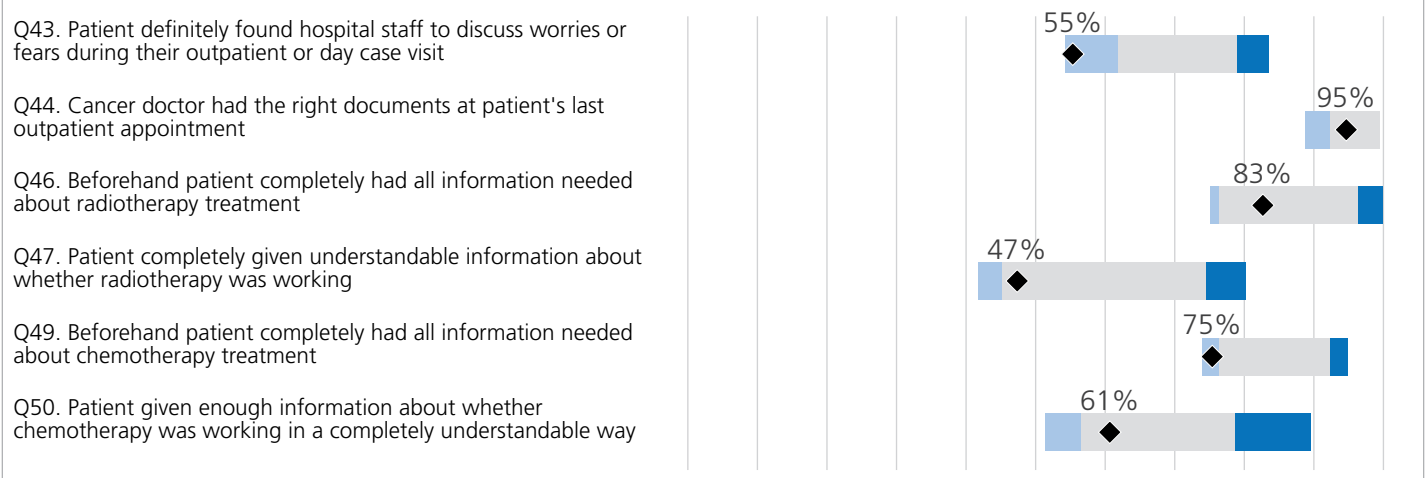 Q43. Patient definitely found hospital staff to discuss worries or
fears during their outpatient or day case visit
55%
Q44. Cancer doctor had the right documents at patient's last
outpatient appointment
95%
Q46. Beforehand patient completely had all information needed
about radiotherapy treatment
83%
Q47. Patient completely given understandable information about
whether radiotherapy was working
47%
Q49. Beforehand patient completely had all information needed
about chemotherapy treatment
75%
Q50. Patient given enough information about whether
chemotherapy was working in a completely understandable way
61%